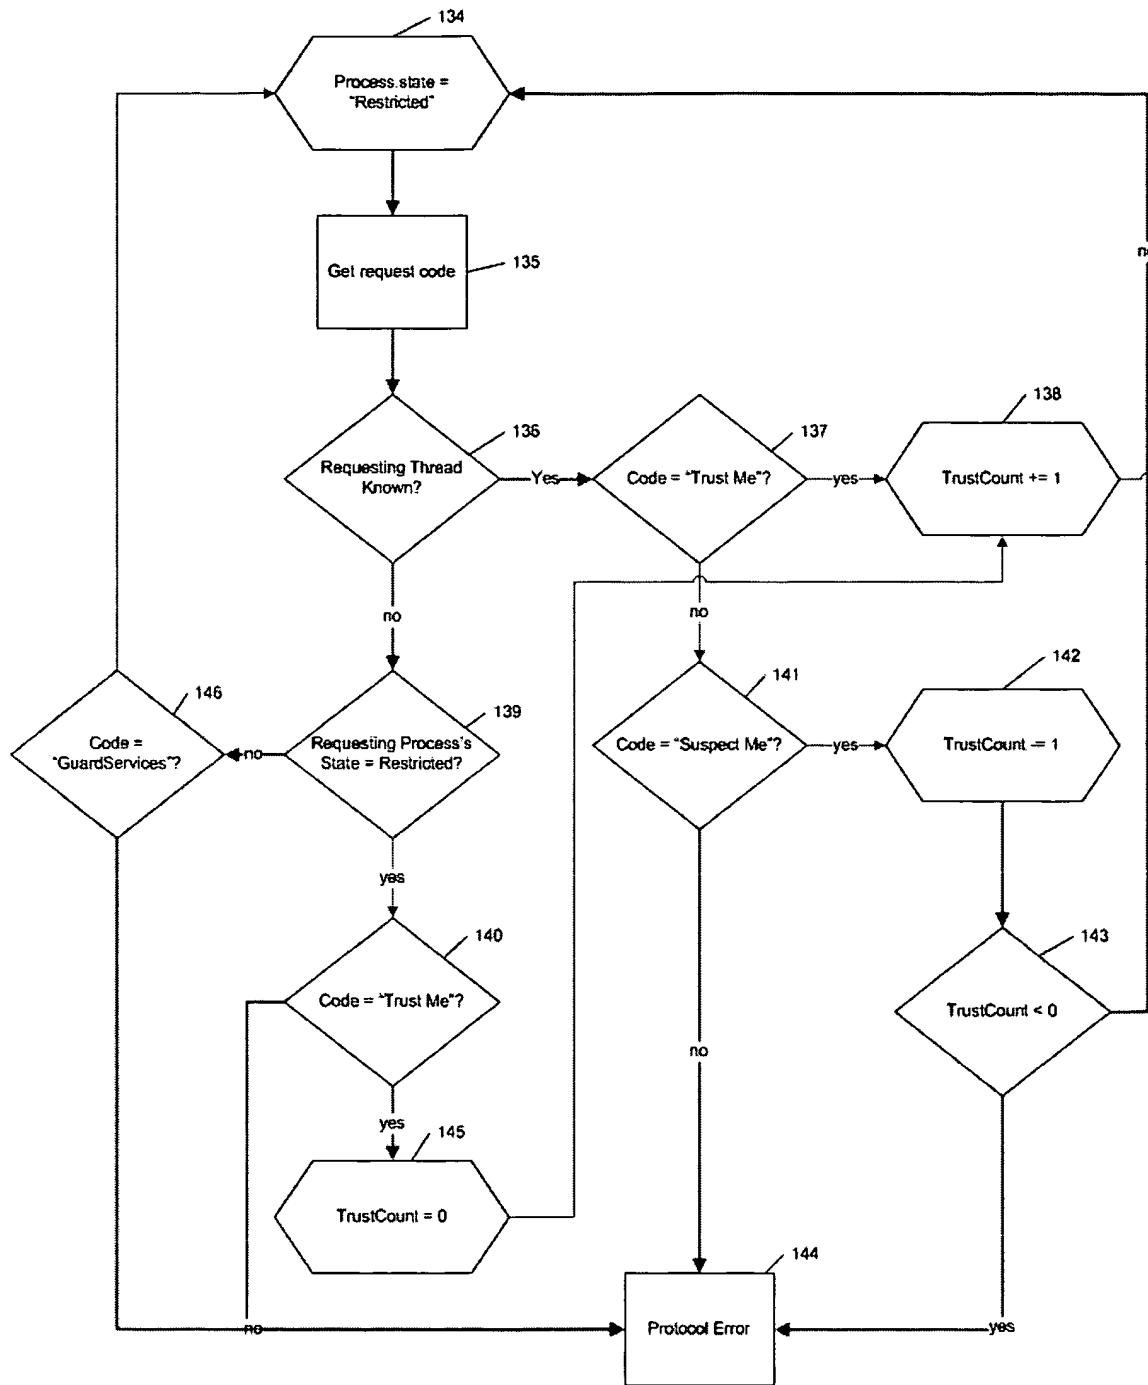 134
Process.state =
"Restricted"
Get request code
135
no
136
Requesting Thread
Known?
Yes
137
Code = "Trust Me"?
yes
138
TrustCount += 1
no
no
146
Code =
"GuardServices"?
no
139
Requesting Process's
State = Restricted?
141
Code = "Suspect Me"?
yes
142
TrustCount -= 1
yes
140
Code = "Trust Me"?
143
TrustCount < 0
no
yes
145
TrustCount = 0
144
Protocol Error
no
yes